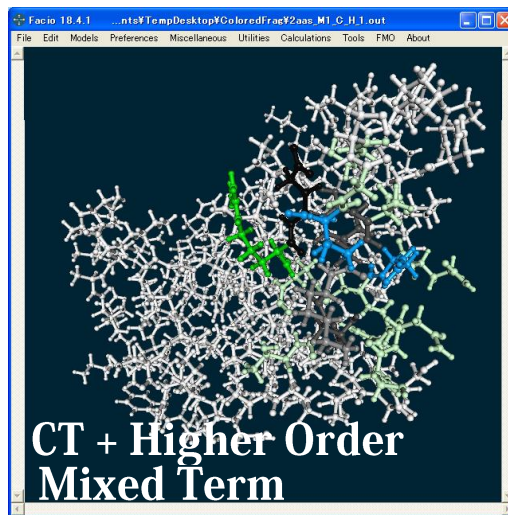 Facio 18.4.1 ...nts¥TempDesktop¥ColoredFrag¥2aas_M1_C_H_1.out
File Edit Models Preferences Miscellaneous Utilities Calculations Tools FMO About
CT + Higher Order
Mixed Term